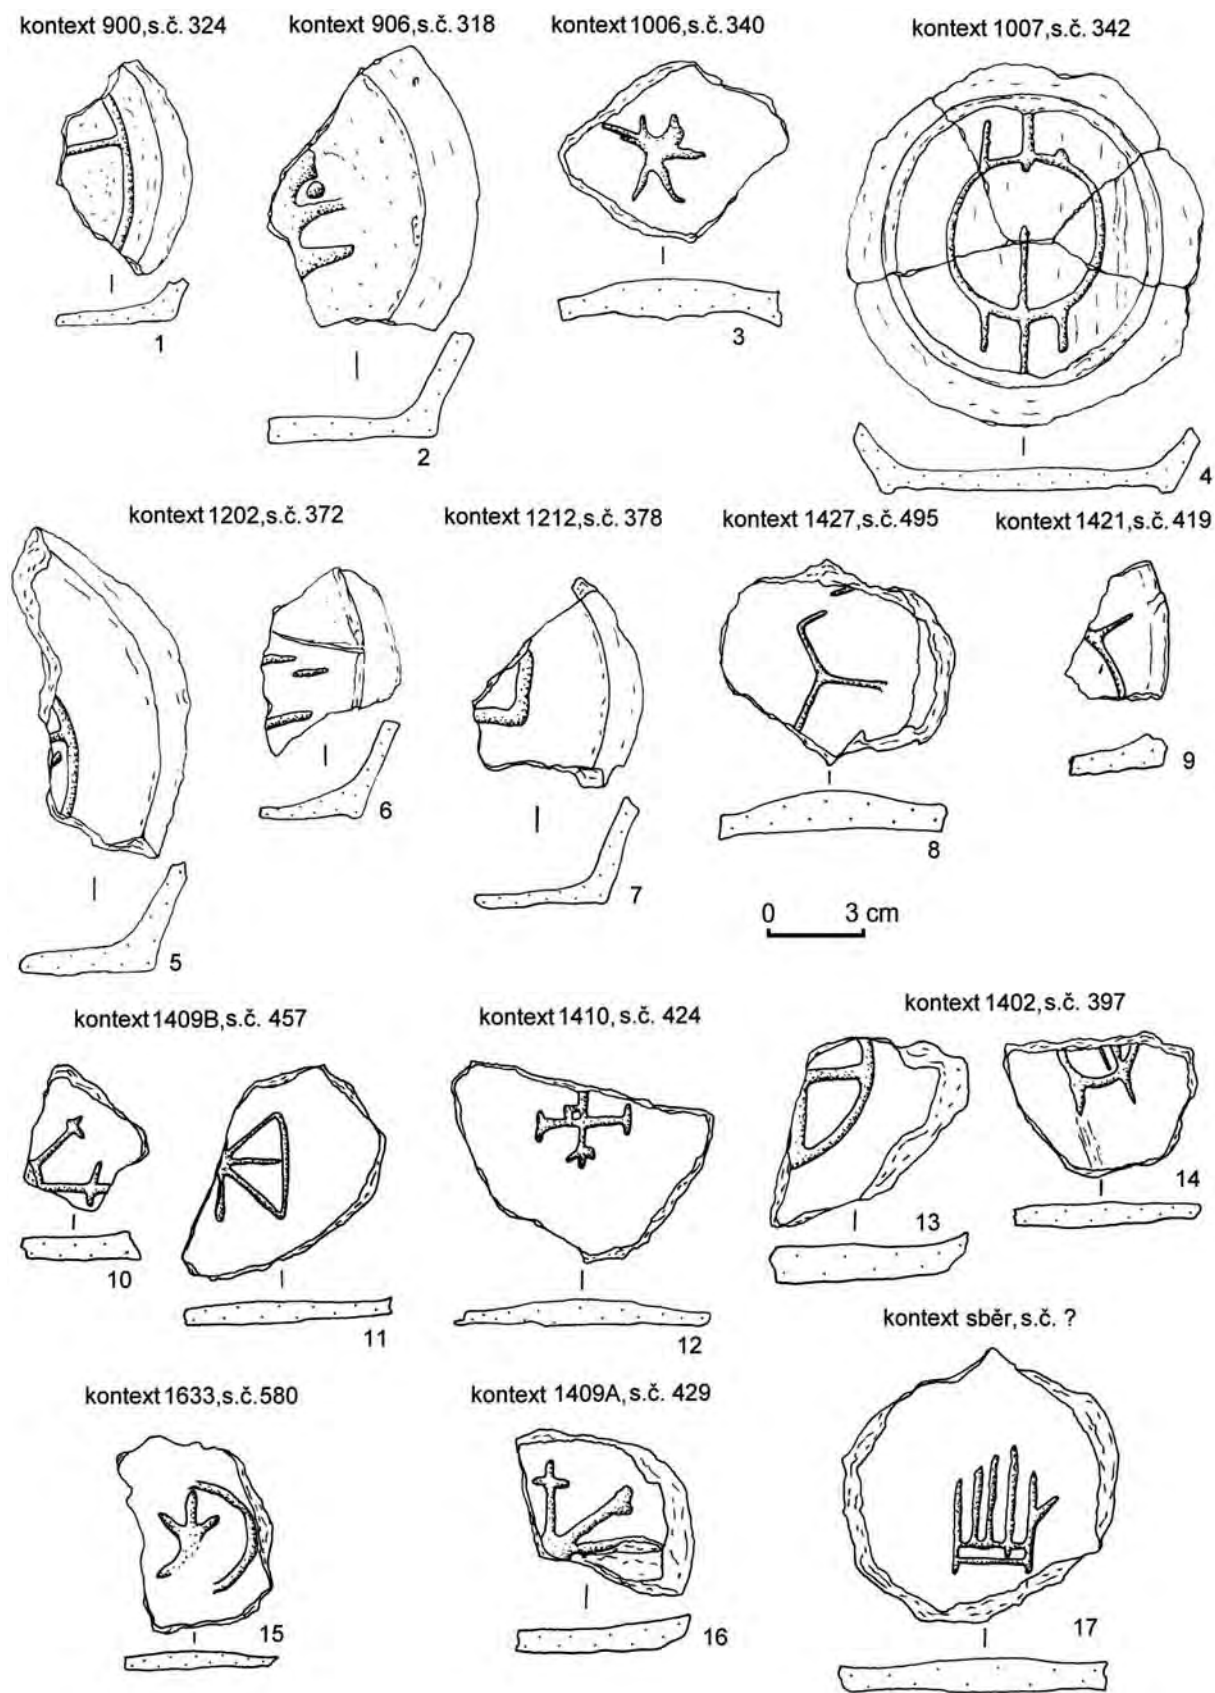 kontext 900,s.č. 324
kontext 906,s.č. 318
kontext 1006,s.č. 340
kontext 1007,s.č. 342
1
2
3
4
kontext 1202,s.č. 372
kontext 1212,s.č. 378
kontext 1427,s.č.495
kontext 1421,s.č. 419
5
6
7
8
9
0 3 cm
kontext 1409B,s.č. 457
kontext 1410, s.č. 424
kontext 1402,s.č. 397
10
11
12
13
14
kontext 1633,s.č.580
kontext 1409A,s.č. 429
kontext sběr,s.č. ?
15
16
17